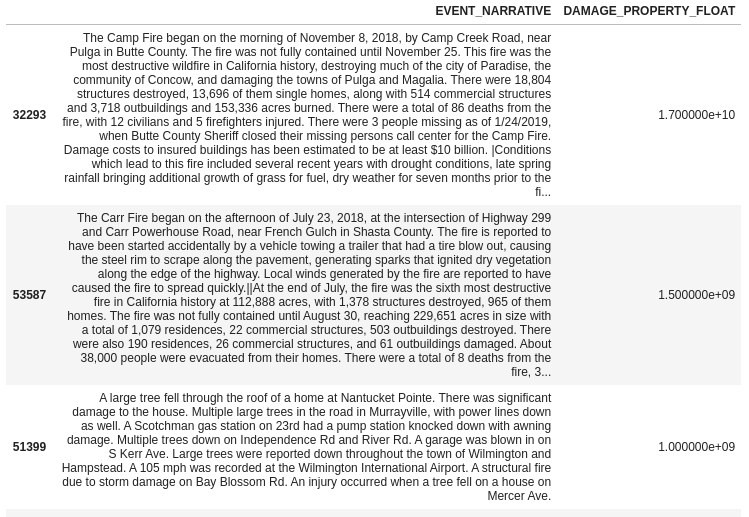 EVENT_NARRATIVE DAMAGE_PROPERTY_FLOAT
The Camp Fire began on the morning of November 8, 2018, by Camp Creek Road, near
Pulga in Butte County. The fire was not fully contained until November 25. This fire was the
most destructive wildfire in California history, destroying much of the city of Paradise, the
community of Concow, and damaging the towns of Pulga and Magalia. There were 18,804
structures destroyed, 13,696 of them single homes, along with 514 commercial structures
and 3,718 outbuildings and 153,336 acres burned. There were a total of 86 deaths from the
32293 fire, with 12 civilians and 5 firefighters injured. There were 3 people missing as of 1/24/2019, 1.700000e+10
when Butte County Sheriff closed their missing persons call center for the Camp Fire.
Damage costs to insured buildings has been estimated to be at least $10 billion. |Conditions
which lead to this fire included several recent years with drought conditions, late spring
rainfall bringing additional growth of grass for fuel, dry weather for seven months prior to the
fi...
The Carr Fire began on the afternoon of July 23, 2018, at the intersection of Highway 299
and Carr Powerhouse Road, near French Gulch in Shasta County. The fire is reported to
have been started accidentally by a vehicle towing a trailer that had a tire blow out, causing
the steel rim to scrape along the pavement, generating sparks that ignited dry vegetation
along the edge of the highway. Local winds generated by the fire are reported to have
53587 caused the fire to spread quickly.||At the end of July, the fire was the sixth most destructive 1.500000e+09
fire in California history at 112,888 acres, with 1,378 structures destroyed, 965 of them
homes. The fire was not fully contained until August 30, reaching 229,651 acres in size with
a total of 1,079 residences, 22 commercial structures, 503 outbuildings destroyed. There
were also 190 residences, 26 commercial structures, and 61 outbuildings damaged. About
38,000 people were evacuated from their homes. There were a total of 8 deaths from the
fire, 3...
A large tree fell through the roof of a home at Nantucket Pointe. There was significant
damage to the house. Multiple large trees in the road in Murrayville, with power lines down
as well. A Scotchman gas station on 23rd had a pump station knocked down with awning
51399 damage. Multiple trees down on Independence Rd and River Rd. A garage was blown in on 1.000000e+09
S Kerr Ave. Large trees were reported down throughout the town of Wilmington and
Hampstead. A 105 mph was recorded at the Wilmington International Airport. A structural fire
due to storm damage on Bay Blossom Rd. An injury occurred when a tree fell on a house on
Mercer Ave.